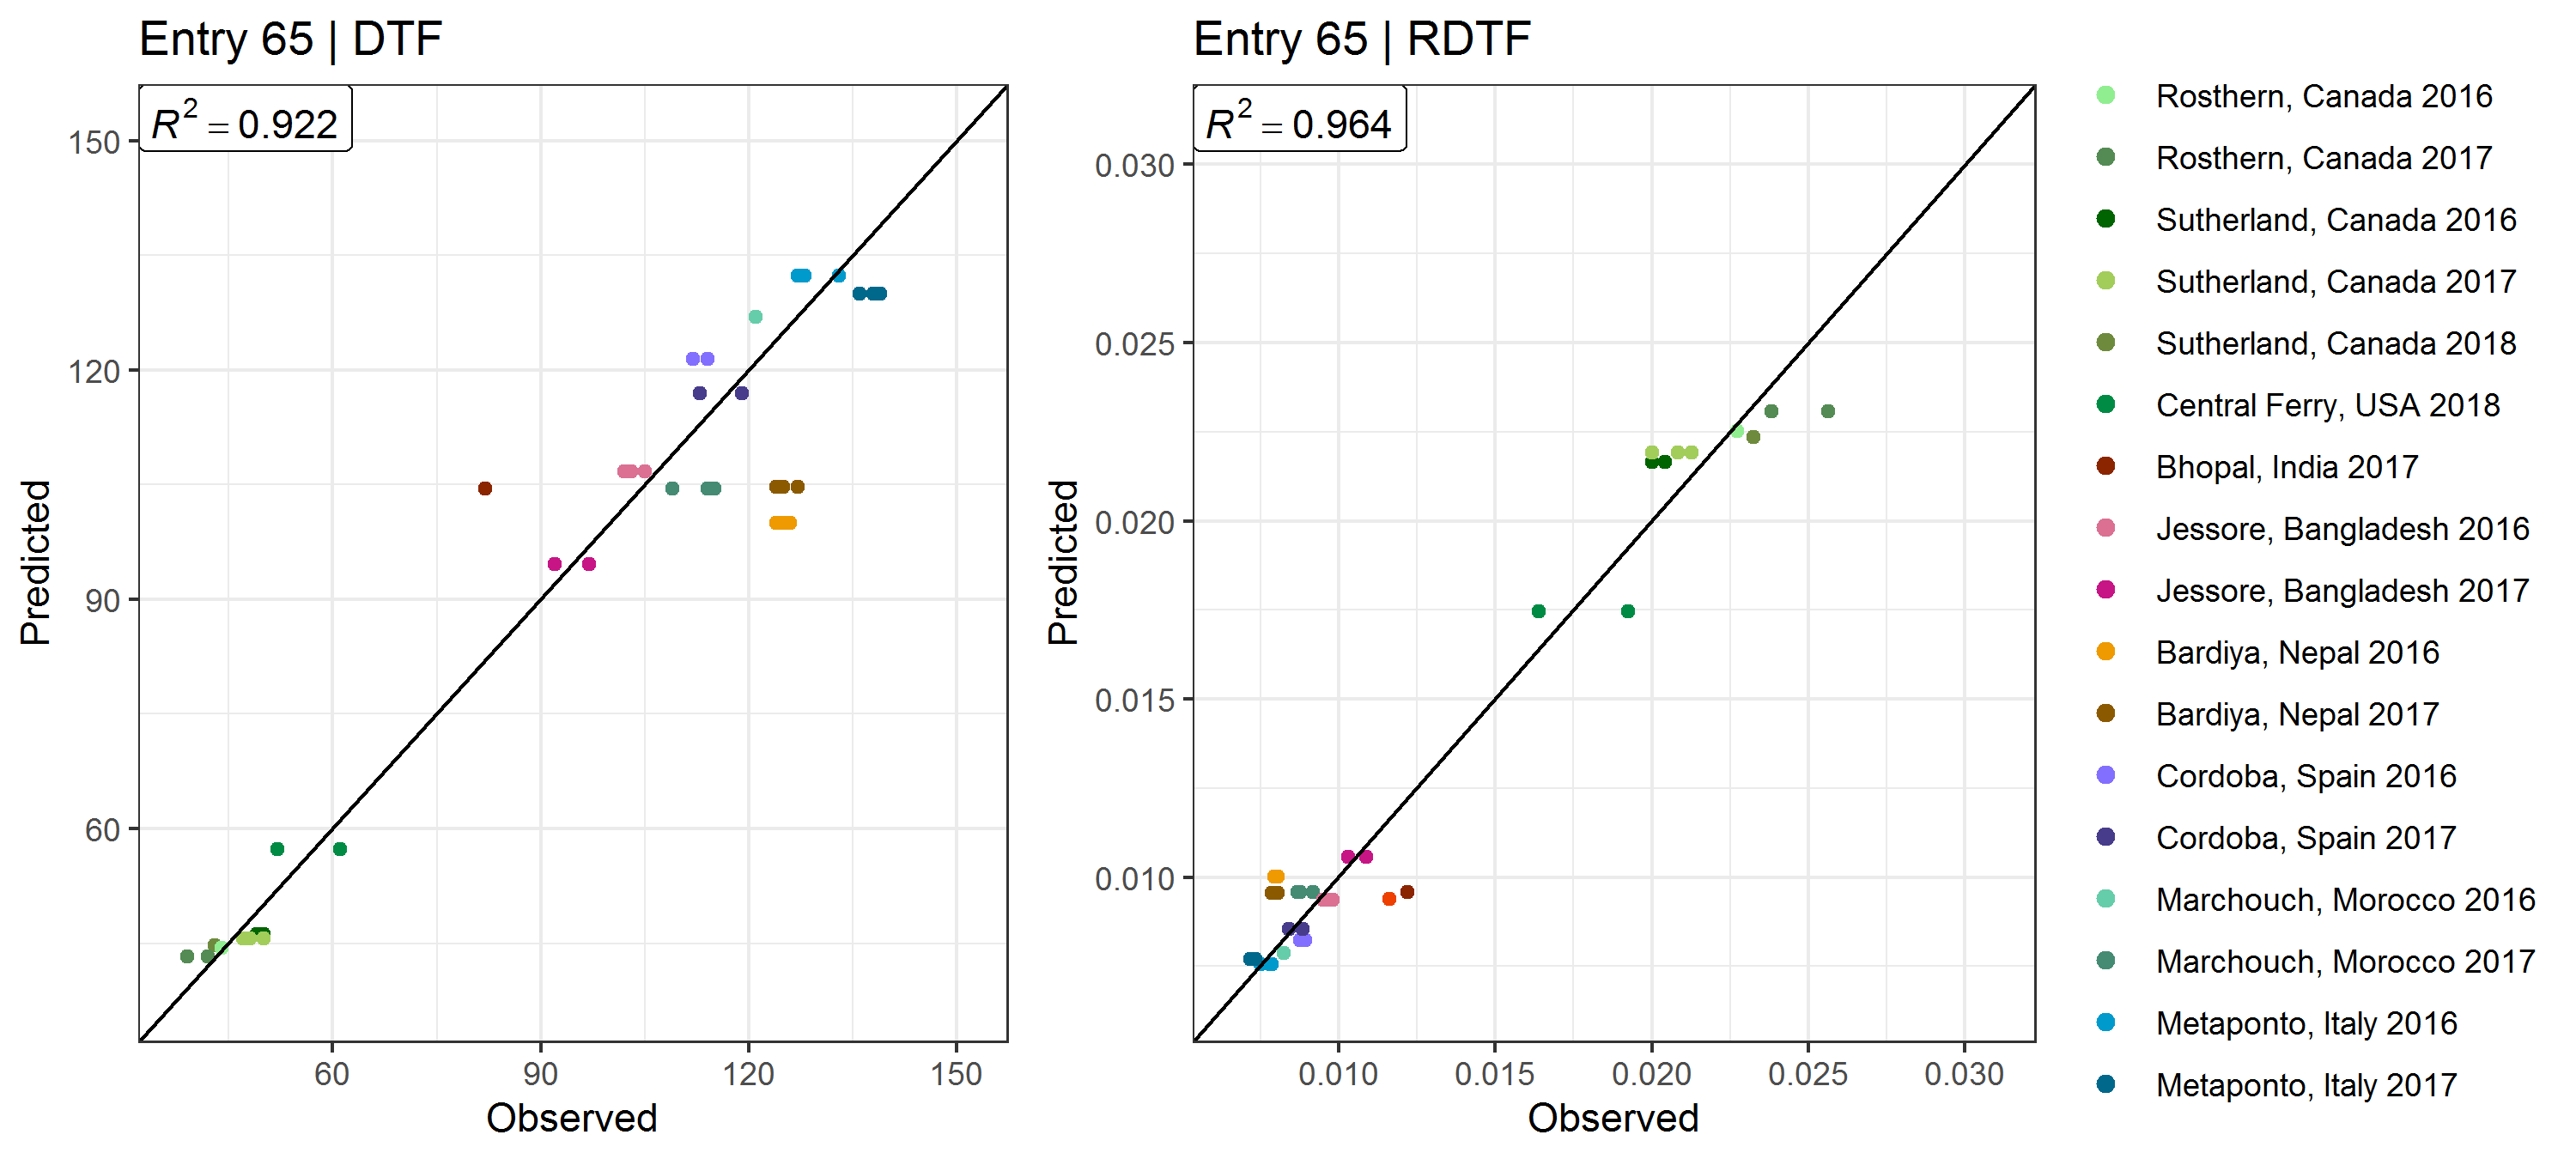 Entry 65 | DTF
R² = 0.922
150
120
90
60
Predicted
60 90 120 150
Observed
Entry 65 | RDTF
R² = 0.964
0.030
0.025
0.020
0.015
0.010
Predicted
0.010 0.015 0.020 0.025 0.030
Observed
Rosthern, Canada 2016
Rosthern, Canada 2017
Sutherland, Canada 2016
Sutherland, Canada 2017
Sutherland, Canada 2018
Central Ferry, USA 2018
Bhopal, India 2017
Jessore, Bangladesh 2016
Jessore, Bangladesh 2017
Bardiya, Nepal 2016
Bardiya, Nepal 2017
Cordoba, Spain 2016
Cordoba, Spain 2017
Marchouch, Morocco 2016
Marchouch, Morocco 2017
Metaponto, Italy 2016
Metaponto, Italy 2017